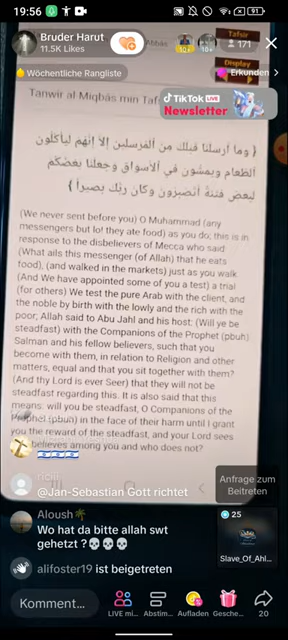 19:56
91
Bruder Harut
11.5K Likes
171
Tafsir
Wöchentliche Rangliste
Display
Erkunden >
Tanwir al Miqbâs min Taf
TikTok LIVE
Newsletter
{ وما أرسلنا قبلك من المرسلين إلا إنهم ليأكلون
الطعام ويمشون في الأسواق وجعلنا بعضكم
لبعض فتنة أتصبرون وكان ربك بصيرا }
(We never sent before you) O Muhammad (any
messengers but lo! they ate food) as you do; this is in
response to the disbelievers of Mecca who said
(What ails this messenger (of Allah) that he eats
food), (and walked in the markets) just as you walk
(And We have appointed some of you a test) a trial
(for others) We test the pure Arab with the client, and
the noble by birth with the lowly and the rich with the
poor; Allah said to Abu Jahl and his host: (Will ye be
steadfast) with the Companions of the Prophet (pbuh)
Salman and his fellow believers, such that you
become with them, in relation to Religion and other
matters, equal and that you sit together with them?
(And thy Lord is ever Seer) that they will not be
steadfast regarding this. It is also said that this
means: will you be steadfast, O Companions of the
Prophet (pbuh) in the face of their harm until I grant
you the reward of the steadfast, and your Lord sees
believes among you and who does not?
riciii
@Jan-Sebastian Gott richtet
Anfrage zum
Beitreten
Aloush
Wo hat da bitte allah swt
gehetzt ?
25
Slave_Of_Ahl...
alifoster19 ist beigetreten
Komment...
LIVE mi...
Abstim...
Aufladen
Gesche...
20